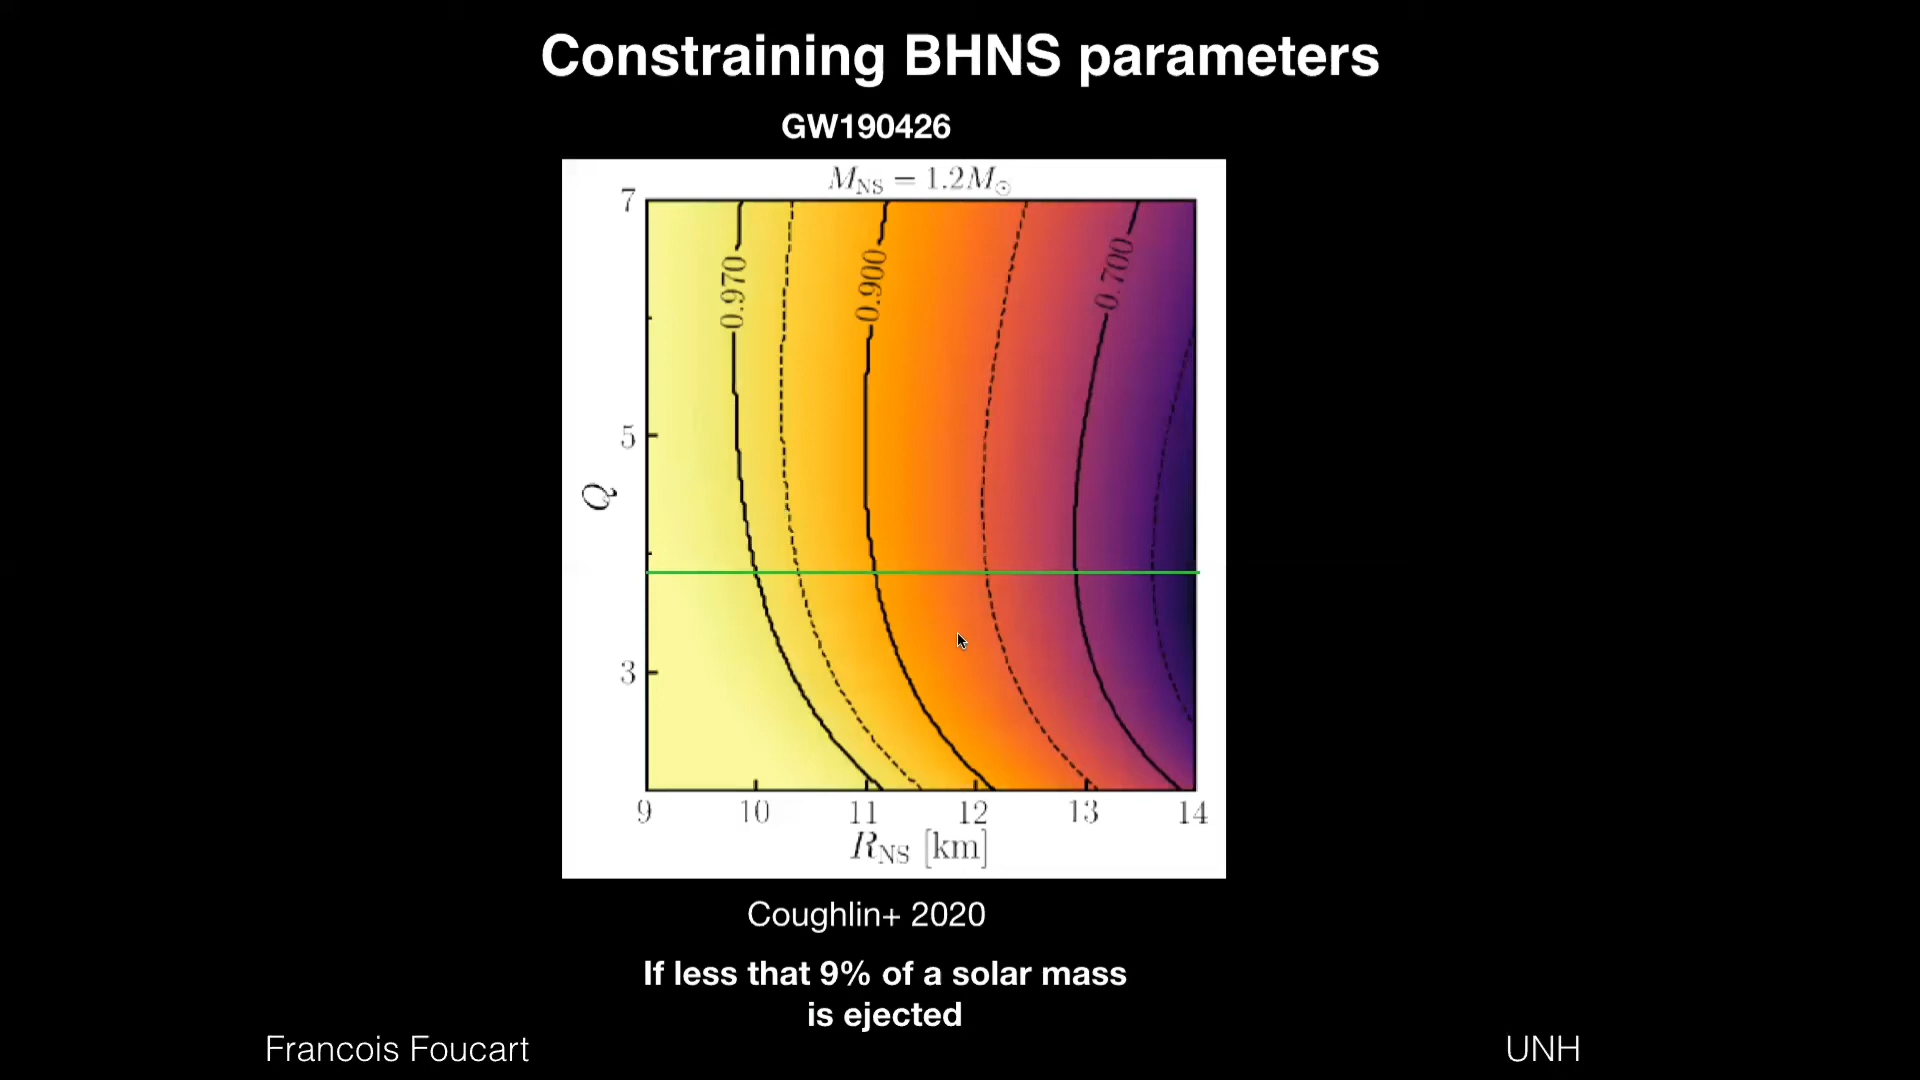 Constraining BHNS parameters
GW190426
M_NS = 1.2M_⊙
7
0.970
0.900
0.700
5
Q
3
9 10 11 12 13 14
R_NS [km]
Coughlin+ 2020
If less that 9% of a solar mass
is ejected
Francois Foucart
UNH